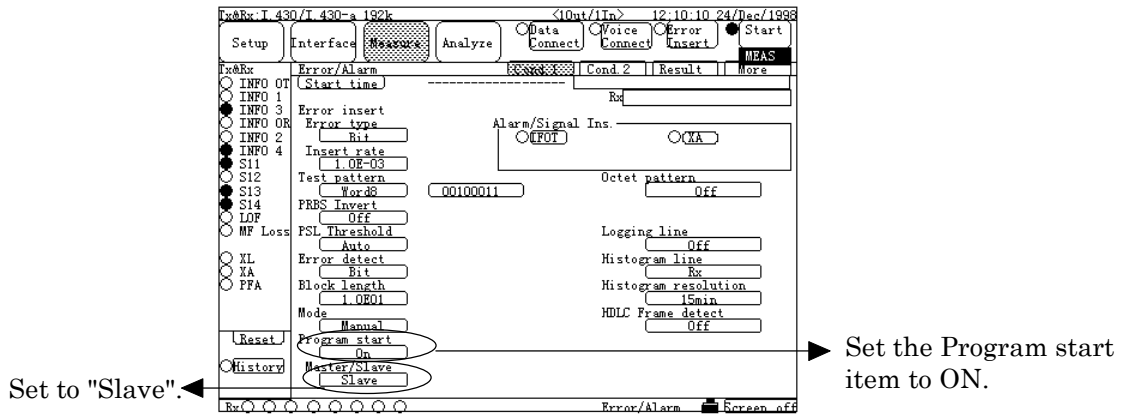 Tx&Rx:I.430/I.430-a 192k <1Out/1In> 12:10:10 24/Dec/1998
Setup Interface Measure Analyze Data Connect Voice Connect Error Insert Start
MEAS
Tx&Rx Error/Alarm Cond.1 Cond.2 Result More
INFO OT Start time --------------------
INFO 1 Rx
INFO 3 Error insert
INFO OR Error type Alarm/Signal Ins.
INFO 2 Bit IFOT XA
INFO 4 Insert rate
S11 1.0E-03
S12 Test pattern Octet pattern
S13 Word8 00100011 Off
S14 PRBS Invert
LOF Off
MF Loss PSL Threshold Logging line
Auto Off
XL Error detect Histogram line
XA Bit Rx
PFA Block length Histogram resolution
1.0E01 15min
Mode HDLC Frame detect
Manual Off
Reset Program start
On
History Master/Slave
Slave
Rx Error/Alarm Screen off
Set the Program start
item to ON.
Set to "Slave".